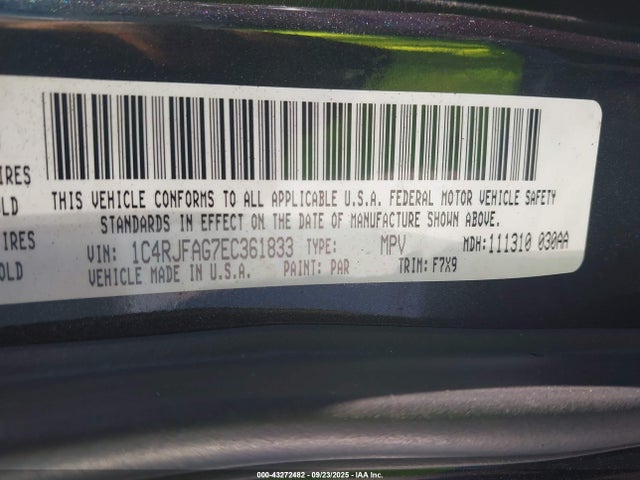 IRES
OLD
IRES
OLD
THIS VEHICLE CONFORMS TO ALL APPLICABLE U.S.A. FEDERAL MOTOR VEHICLE SAFETY
STANDARDS IN EFFECT ON THE DATE OF MANUFACTURE SHOWN ABOVE.
VIN: 1C4RJFAG7EC361833 TYPE: MPV MDH: 111310 030AA
VEHICLE MADE IN U.S.A. PAINT: PAR TRIM: F7X9
000-43272482 - 09/23/2025 - IAA Inc.